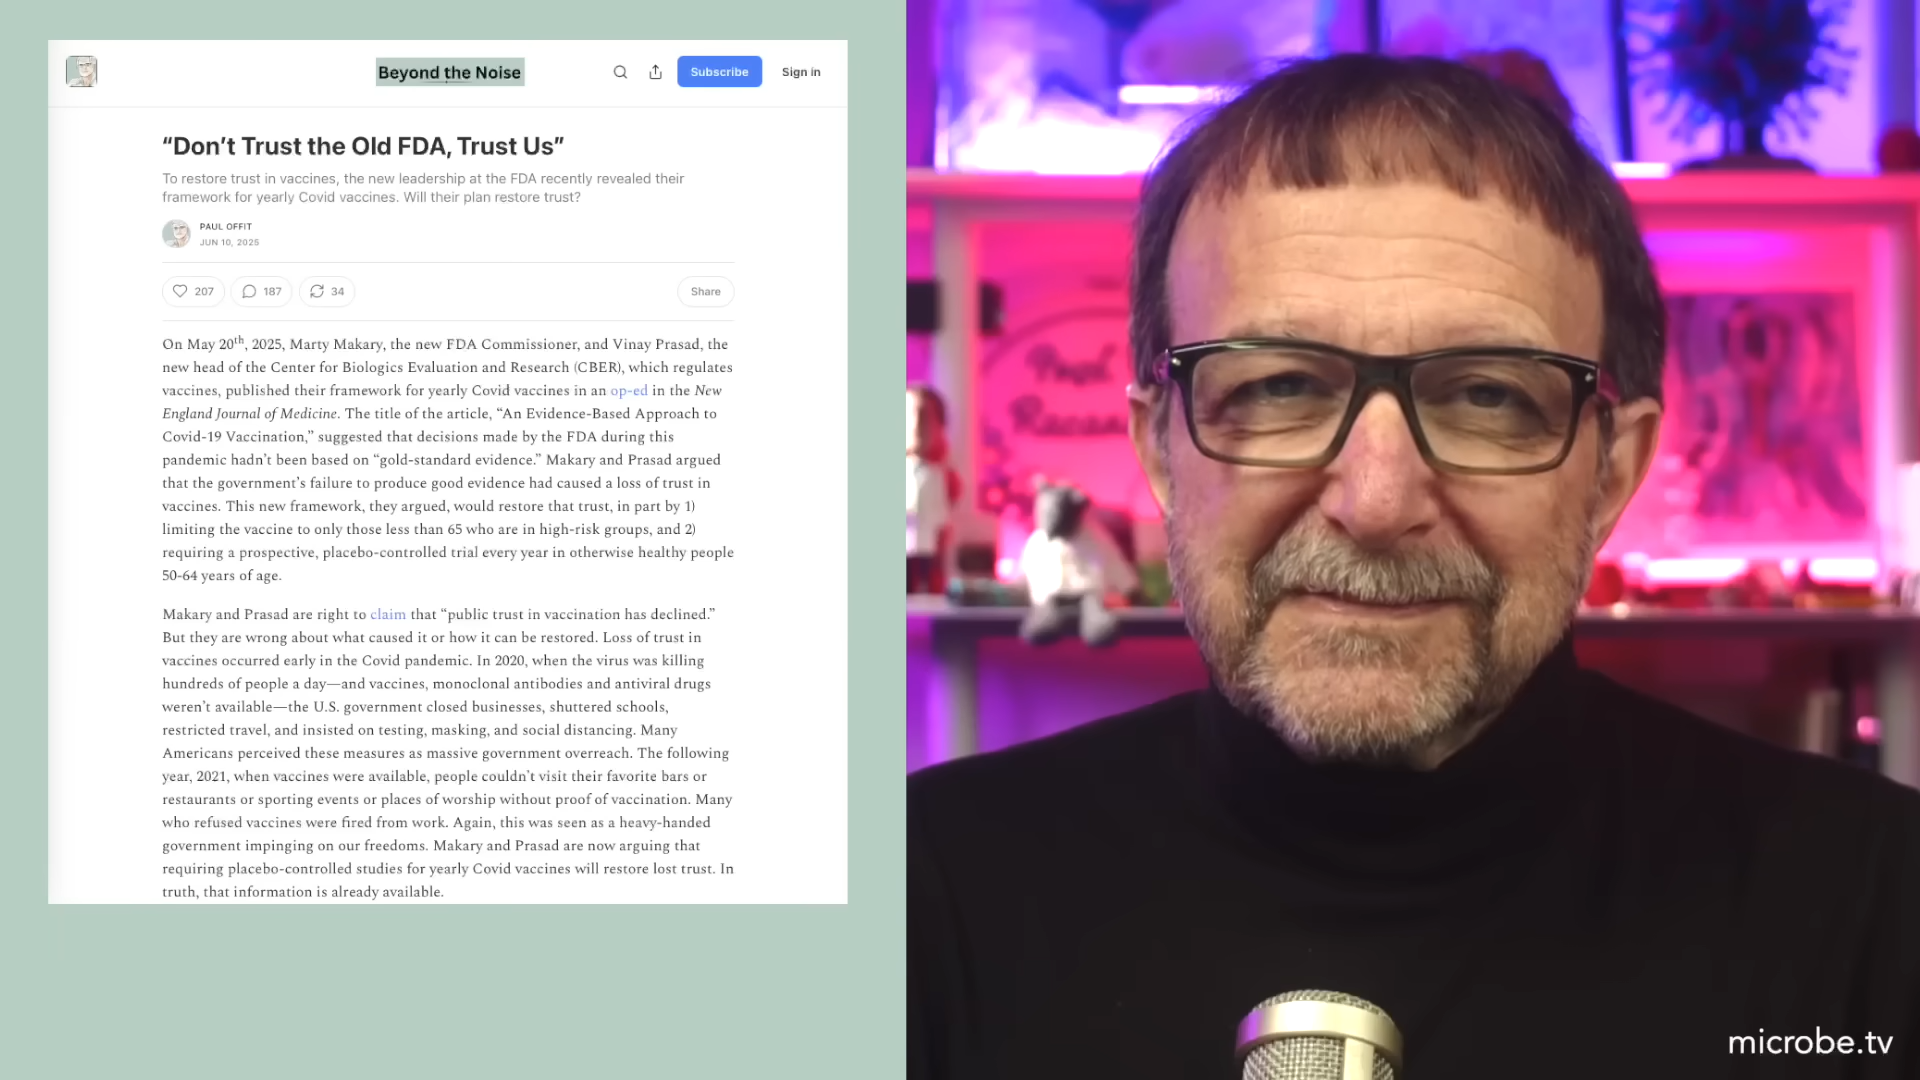 Beyond the Noise
Subscribe
Sign in
“Don’t Trust the Old FDA, Trust Us”
To restore trust in vaccines, the new leadership at the FDA recently revealed their
framework for yearly Covid vaccines. Will their plan restore trust?
PAUL OFFIT
JUN 10, 2025
207
187
34
Share
On May 20th, 2025, Marty Makary, the new FDA Commissioner, and Vinay Prasad, the
new head of the Center for Biologics Evaluation and Research (CBER), which regulates
vaccines, published their framework for yearly Covid vaccines in an op-ed in the New
England Journal of Medicine. The title of the article, “An Evidence-Based Approach to
Covid-19 Vaccination,” suggested that decisions made by the FDA during this
pandemic hadn’t been based on “gold-standard evidence.” Makary and Prasad argued
that the government’s failure to produce good evidence had caused a loss of trust in
vaccines. This new framework, they argued, would restore that trust, in part by 1)
limiting the vaccine to only those less than 65 who are in high-risk groups, and 2)
requiring a prospective, placebo-controlled trial every year in otherwise healthy people
50-64 years of age.
Makary and Prasad are right to claim that “public trust in vaccination has declined.”
But they are wrong about what caused it or how it can be restored. Loss of trust in
vaccines occurred early in the Covid pandemic. In 2020, when the virus was killing
hundreds of people a day—and vaccines, monoclonal antibodies and antiviral drugs
weren’t available—the U.S. government closed businesses, shuttered schools,
restricted travel, and insisted on testing, masking, and social distancing. Many
Americans perceived these measures as massive government overreach. The following
year, 2021, when vaccines were available, people couldn’t visit their favorite bars or
restaurants or sporting events or places of worship without proof of vaccination. Many
who refused vaccines were fired from work. Again, this was seen as a heavy-handed
government impinging on our freedoms. Makary and Prasad are now arguing that
requiring placebo-controlled studies for yearly Covid vaccines will restore lost trust. In
truth, that information is already available.
microbe.tv